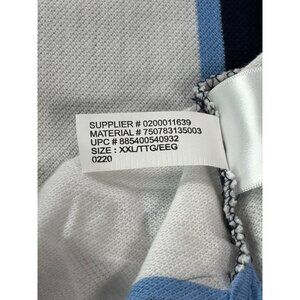 SUPPLIER # 0200011639
MATERIAL # 750783135003
UPC # 885400540932
SIZE : XXL/TTG/EEG
0220